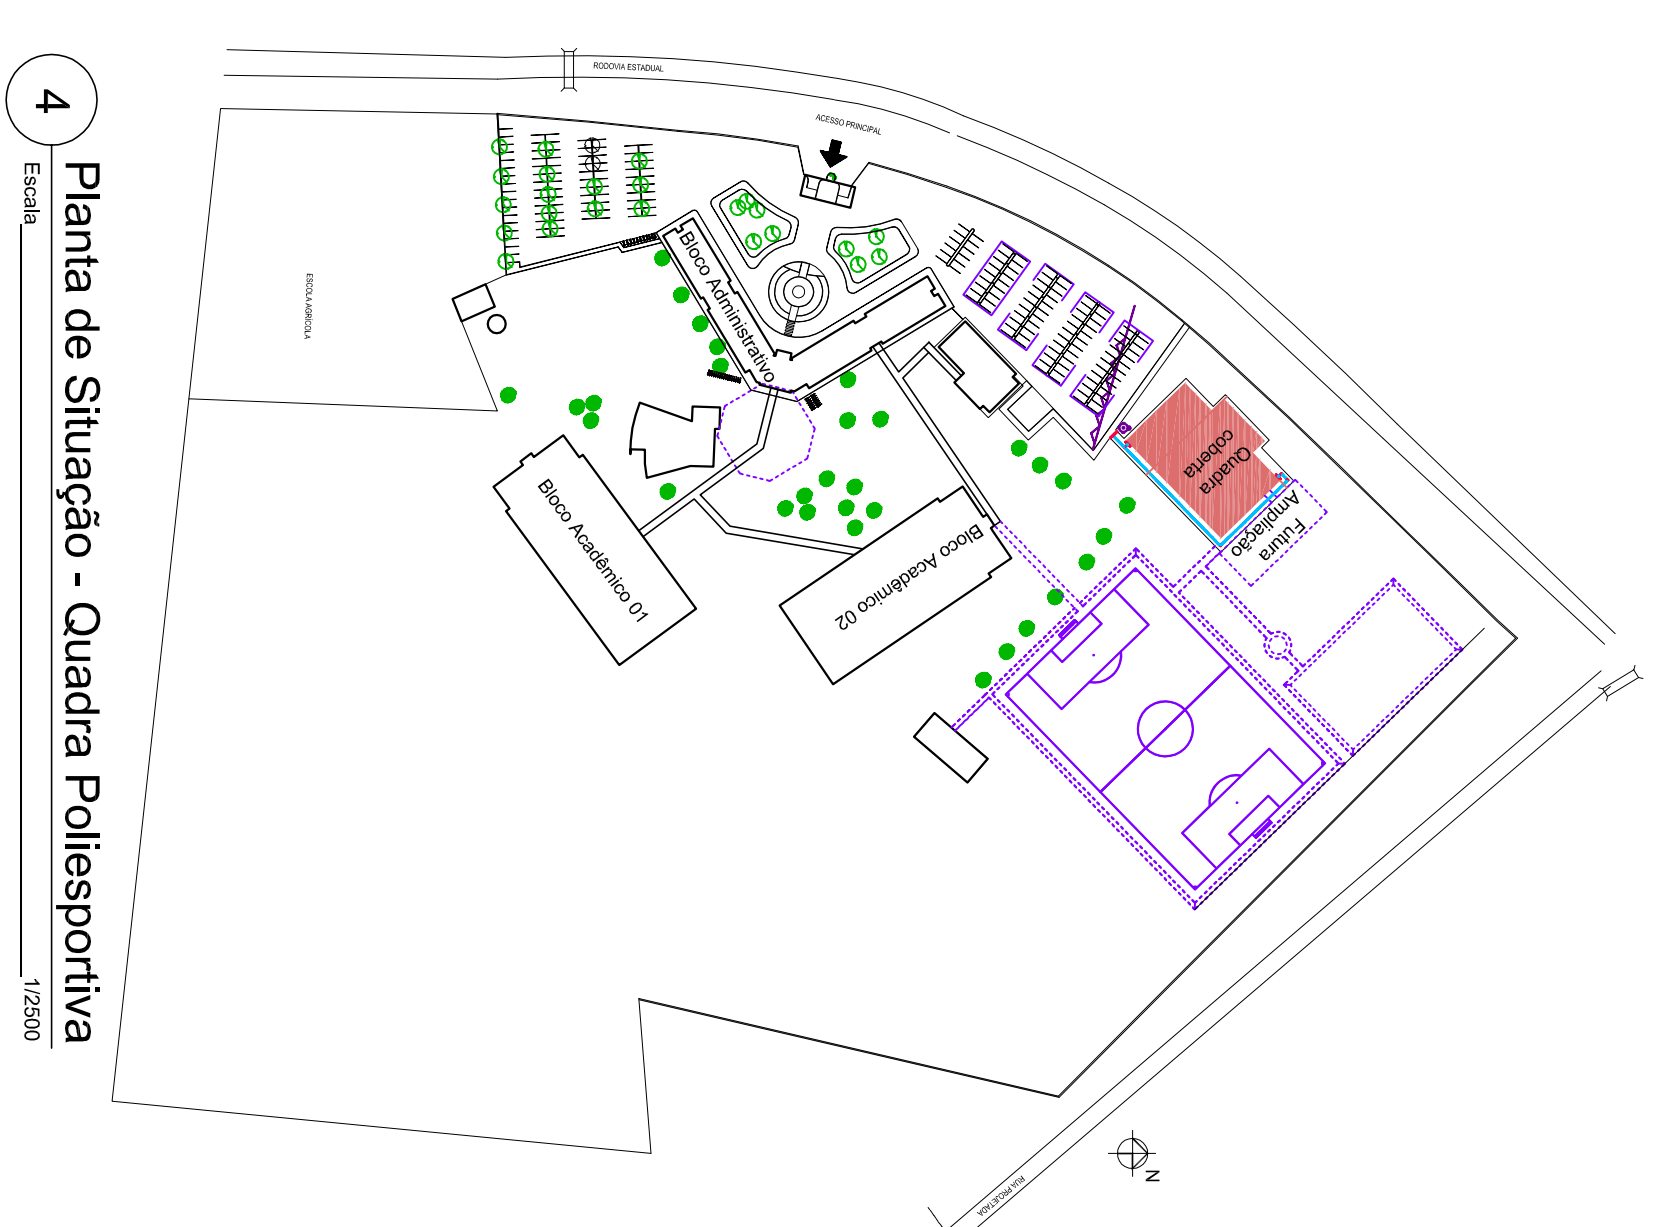 4
Planta de Situação - Quadra Poliesportiva
Escala
1/2500
RODOVIA ESTADUAL
ACESSO PRINCIPAL
ESCOLA AGRÍCOLA
Bloco Administrativo
Bloco Acadêmico 01
Bloco Acadêmico 02
Quadra
coberta
Futura
Ampliação
RUA PROJETADA
N